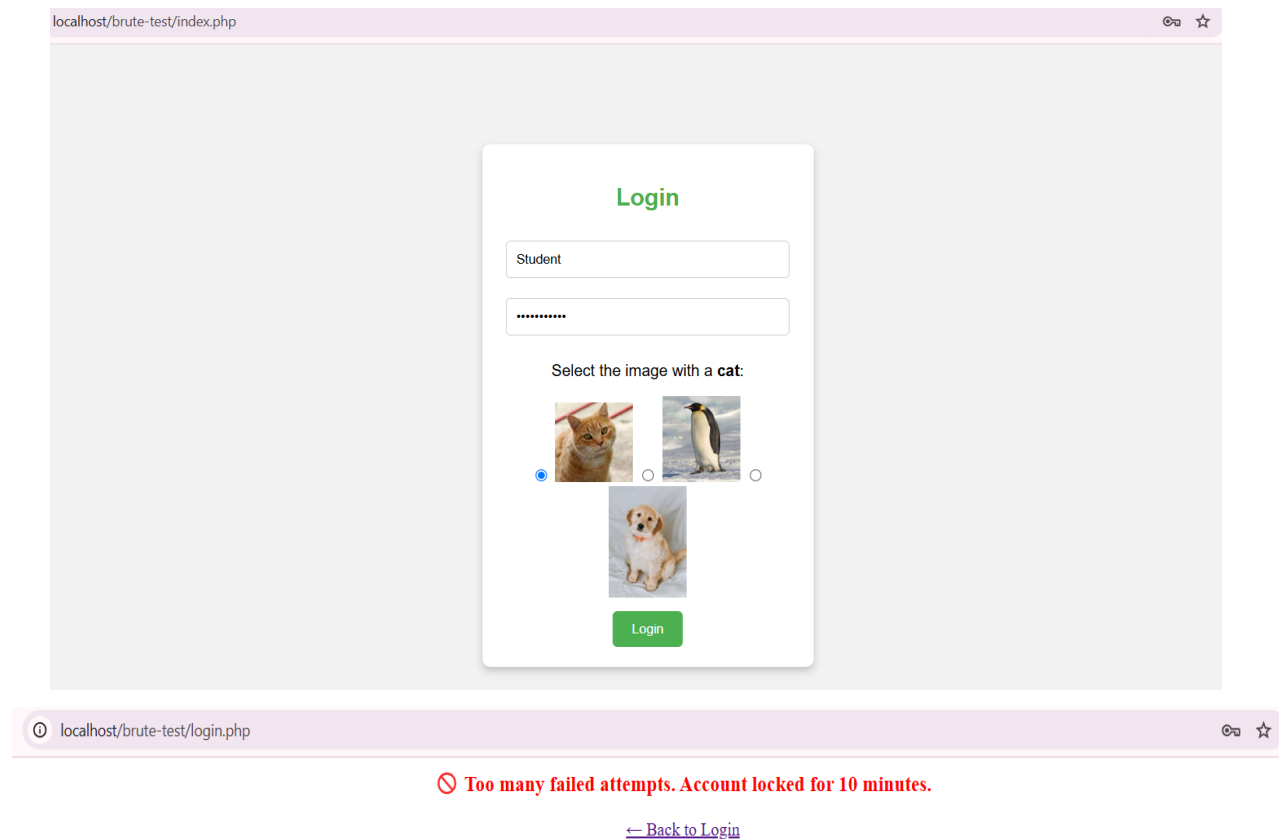 localhost/brute-test/index.php
Login
Student
•••••••••••
Select the image with a cat:
Login
localhost/brute-test/login.php
🚫 Too many failed attempts. Account locked for 10 minutes.
← Back to Login